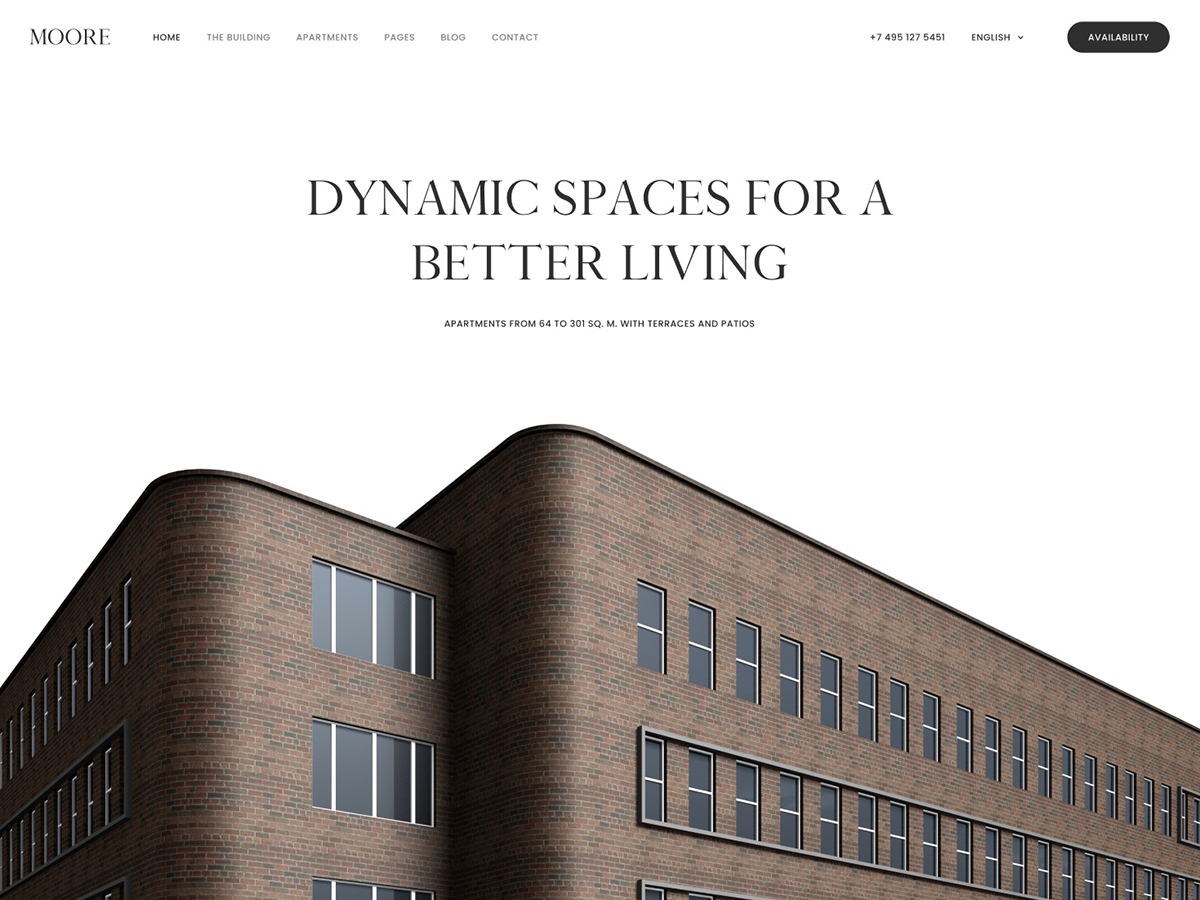 MOORE
HOME THE BUILDING APARTMENTS PAGES BLOG CONTACT
+7 495 127 5451 ENGLISH
AVAILABILITY
DYNAMIC SPACES FOR A
BETTER LIVING
APARTMENTS FROM 64 TO 301 SQ. M. WITH TERRACES AND PATIOS